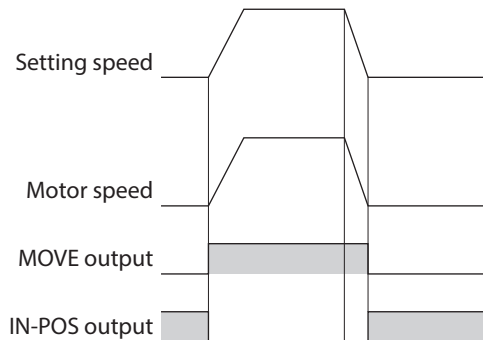 Setting speed
Motor speed
MOVE output
IN-POS output